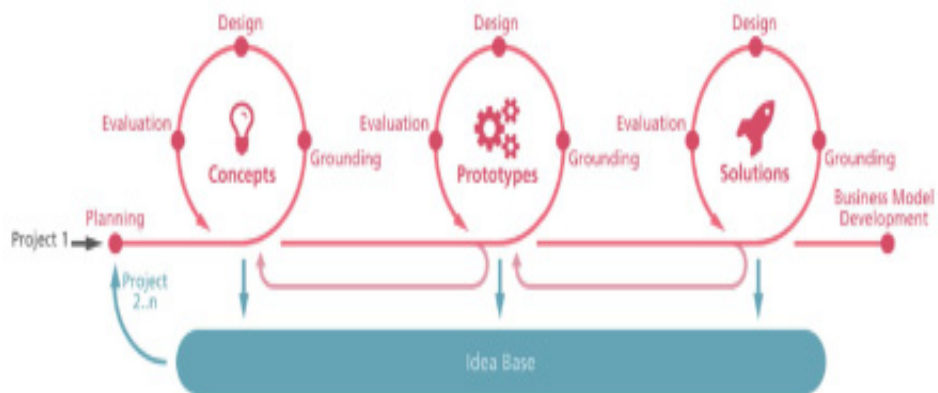 Design
Design
Design
Evaluation
Evaluation
Evaluation
Grounding
Grounding
Grounding
Concepts
Prototypes
Solutions
Planning
Business Model
Development
Project 1
Project
2..n
Idea Base